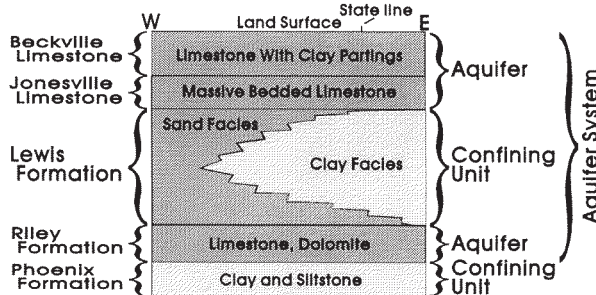 W
Land Surface
State line
E
Beckville
Limestone
Limestone With Clay Partings
Aquifer
Jonesville
Limestone
Massive Bedded Limestone
Sand Facies
Lewis
Formation
Clay Facies
Confining
Unit
Aquifer System
Riley
Formation
Limestone, Dolomite
Aquifer
Phoenix
Formation
Clay and Siltstone
Confining
Unit